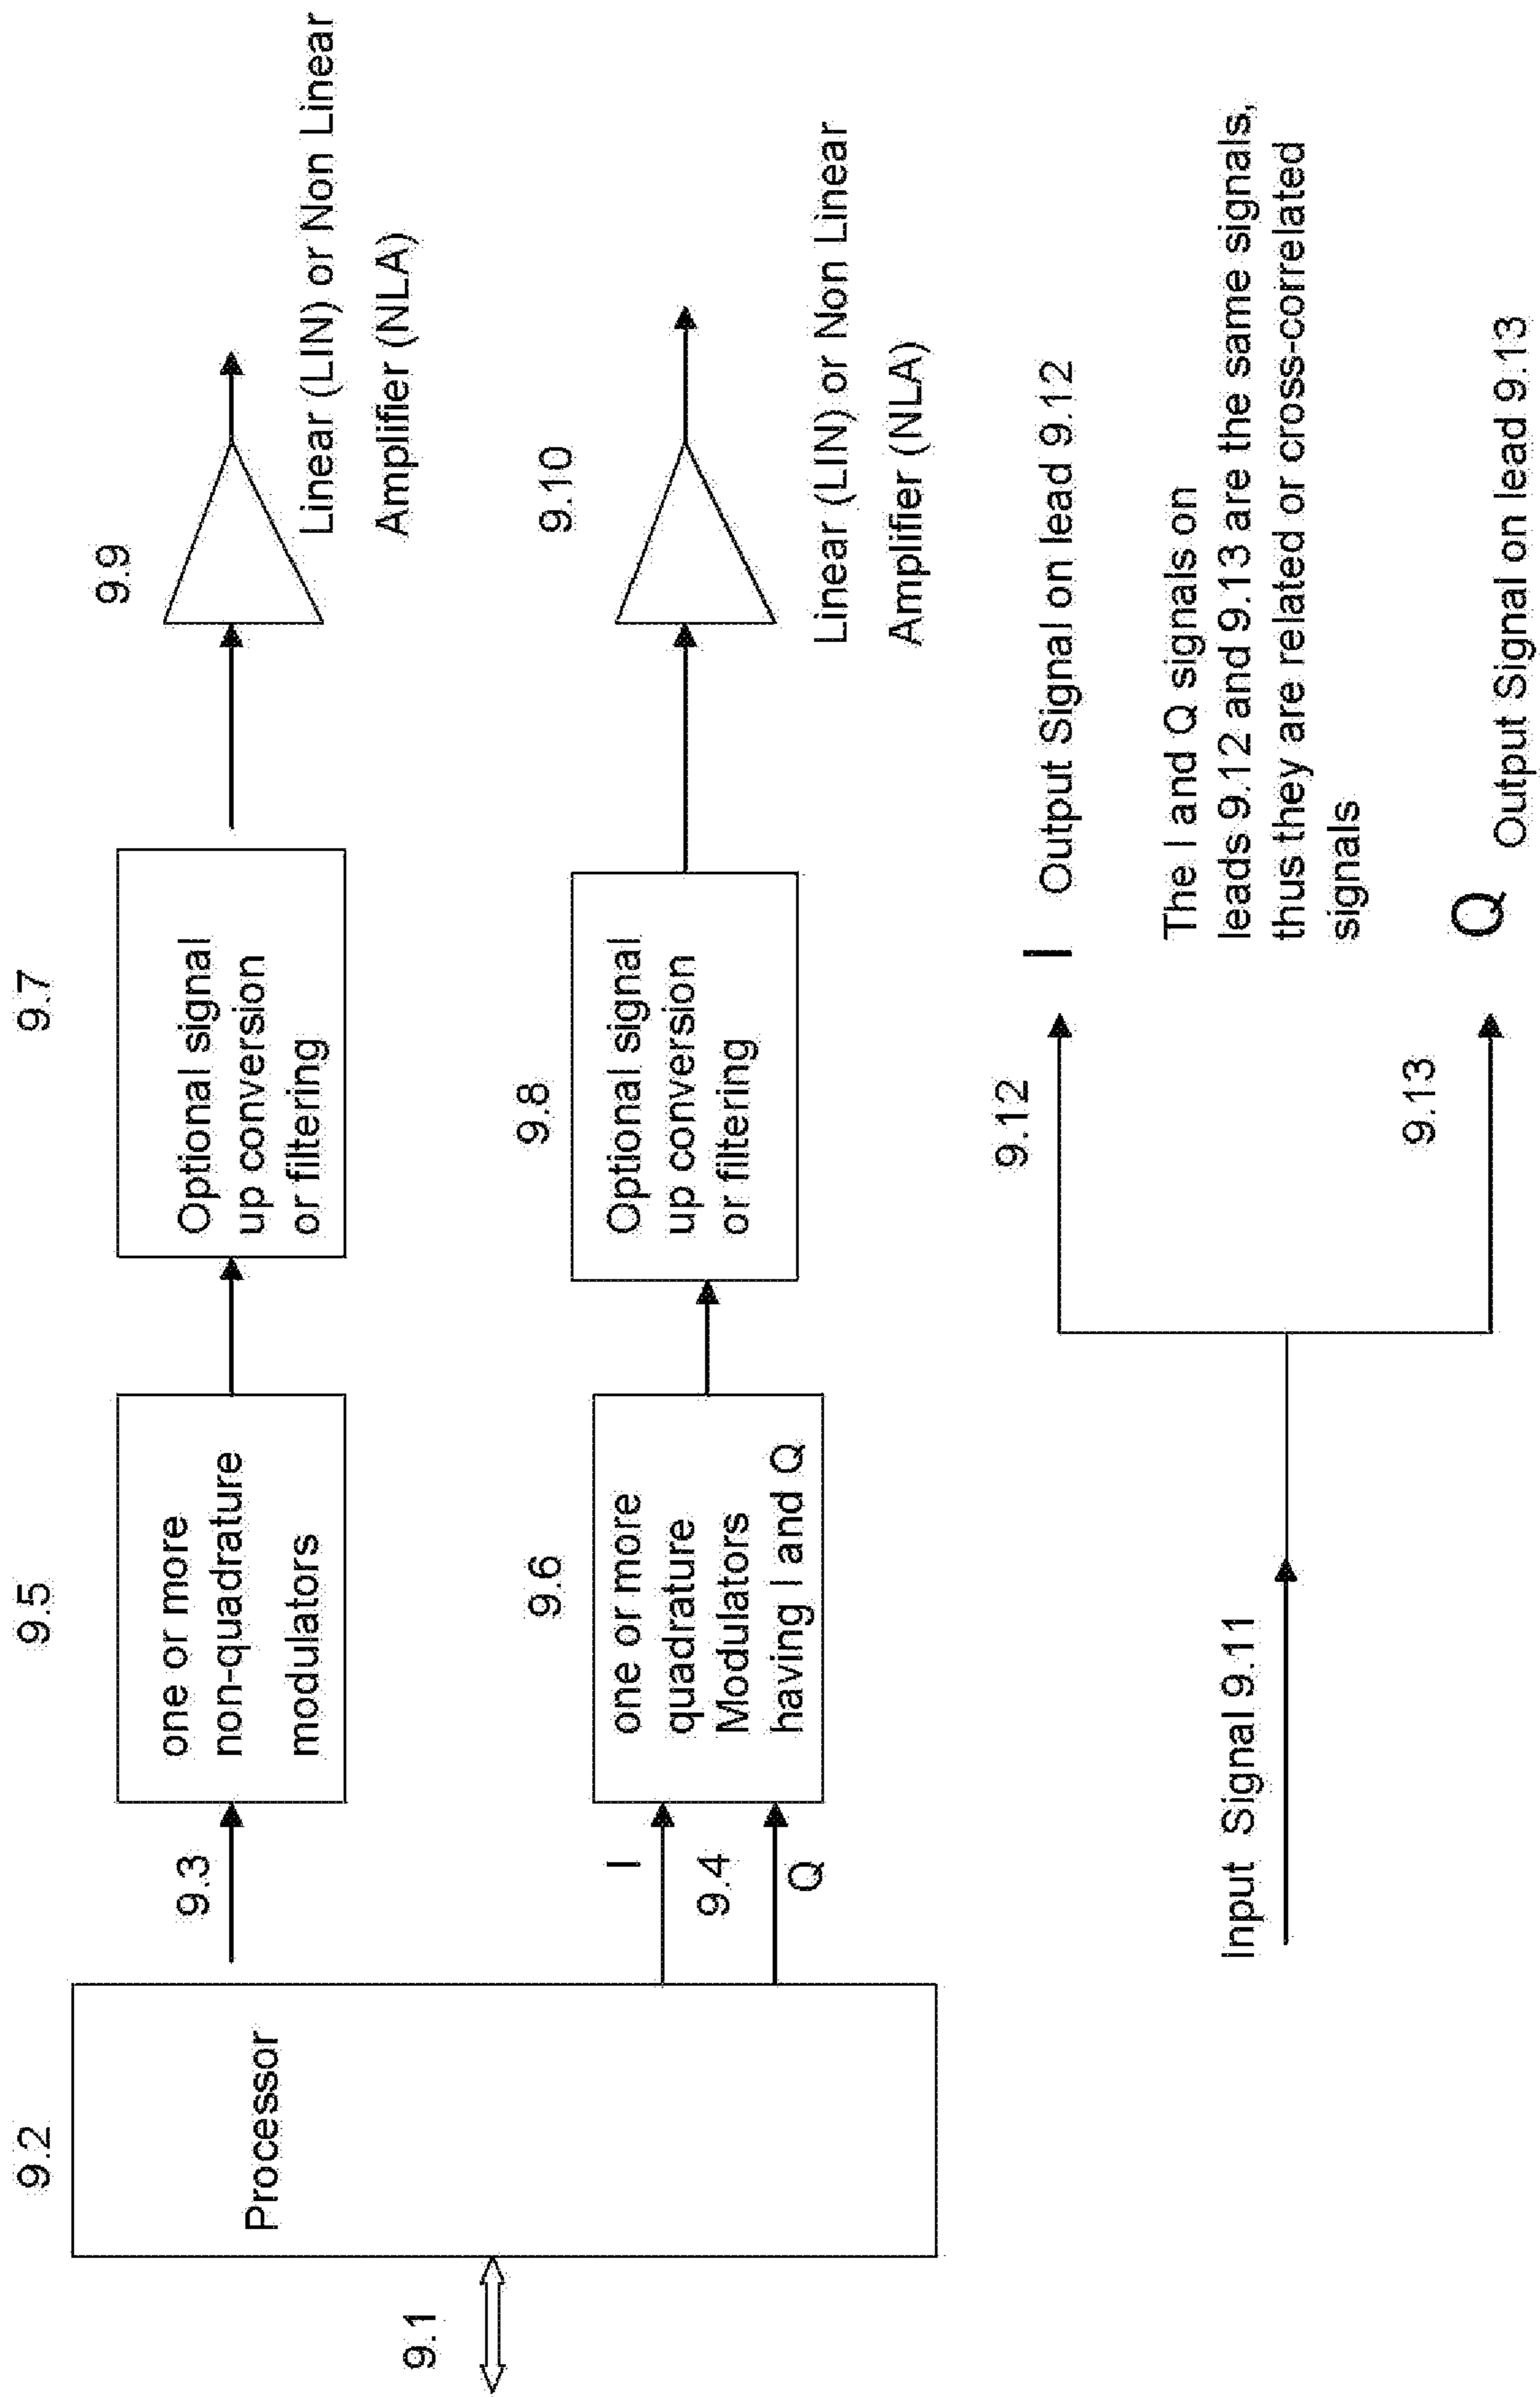 9.2
Processor
9.1
9.3
I
9.4
Q
9.5
one or more
non-quadrature
modulators
9.6
one or more
quadrature
Modulators
having I and Q
9.7
Optional signal
up conversion
or filtering
9.8
Optional signal
up conversion
or filtering
9.9
Linear (LIN) or Non Linear
Amplifier (NLA)
9.10
Linear (LIN) or Non Linear
Amplifier (NLA)
Input Signal 9.11
9.12
I Output Signal on lead 9.12
The I and Q signals on
leads 9.12 and 9.13 are the same signals,
thus they are related or cross-correlated
signals
9.13
Q Output Signal on lead 9.13